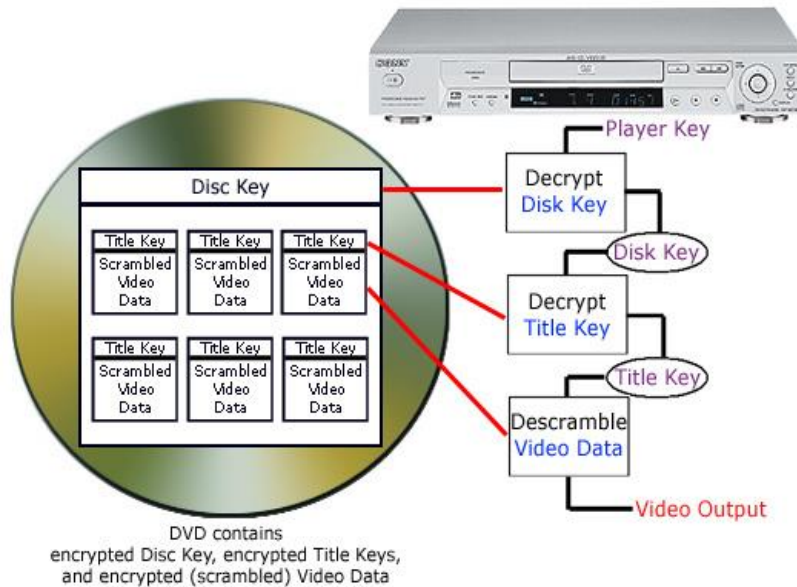 SONY
Player Key
Disc Key
Decrypt
Disk Key
Title Key
Title Key
Title Key
Scrambled
Video
Data
Scrambled
Video
Data
Scrambled
Video
Data
Disk Key
Decrypt
Title Key
Title Key
Title Key
Title Key
Scrambled
Video
Data
Scrambled
Video
Data
Scrambled
Video
Data
Title Key
Descramble
Video Data
Video Output
DVD contains
encrypted Disc Key, encrypted Title Keys,
and encrypted (scrambled) Video Data